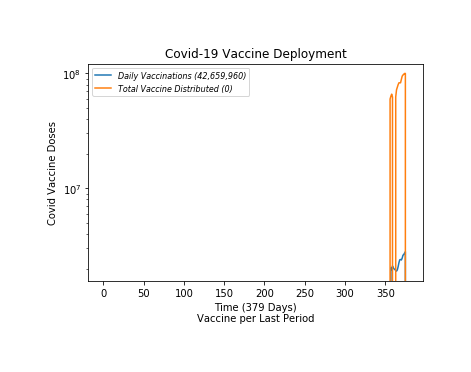 Covid-19 Vaccine Deployment
Daily Vaccinations (42,659,960)
Total Vaccine Distributed (0)
Covid Vaccine Doses
10^8
10^7
0 50 100 150 200 250 300 350
Time (379 Days)
Vaccine per Last Period